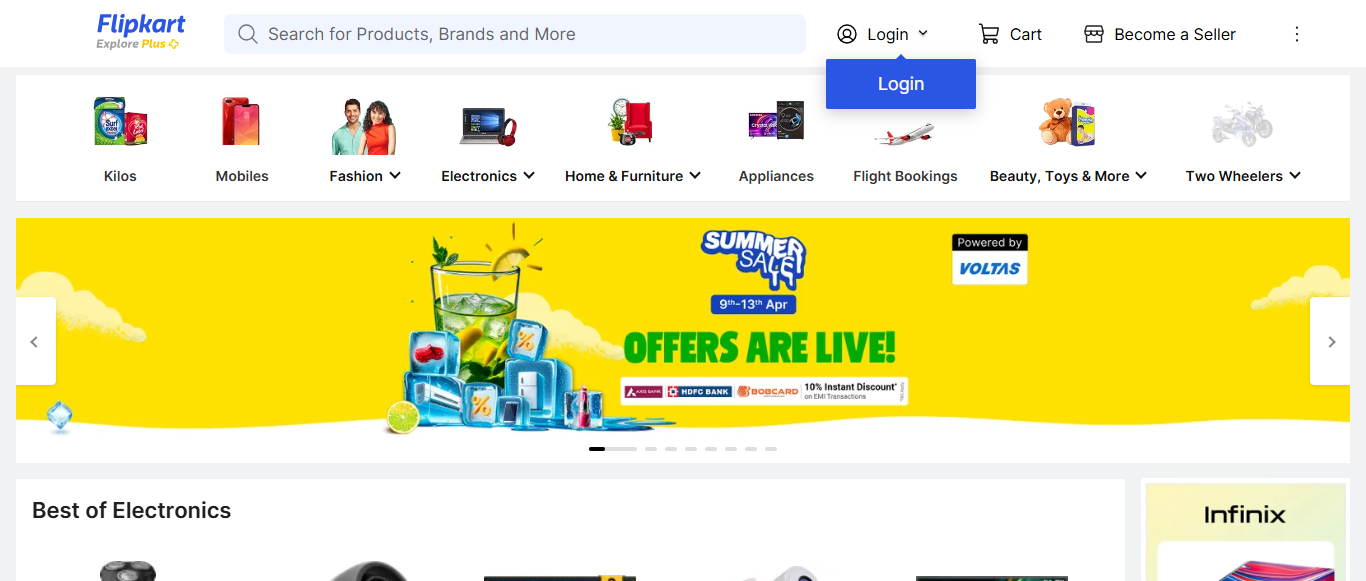 Flipkart
Explore Plus
Search for Products, Brands and More
Login
Cart
Become a Seller
Login
Surf excel
Kilos
Mobiles
Fashion
Electronics
Home & Furniture
Appliances
Flight Bookings
Beauty, Toys & More
Two Wheelers
SUMMER
SALE
9th-13th Apr
Powered by
VOLTAS
OFFERS ARE LIVE!
AXIS BANK
HDFC BANK
BOBCARD
10% Instant Discount*
on EMI Transactions
Best of Electronics
Infinix